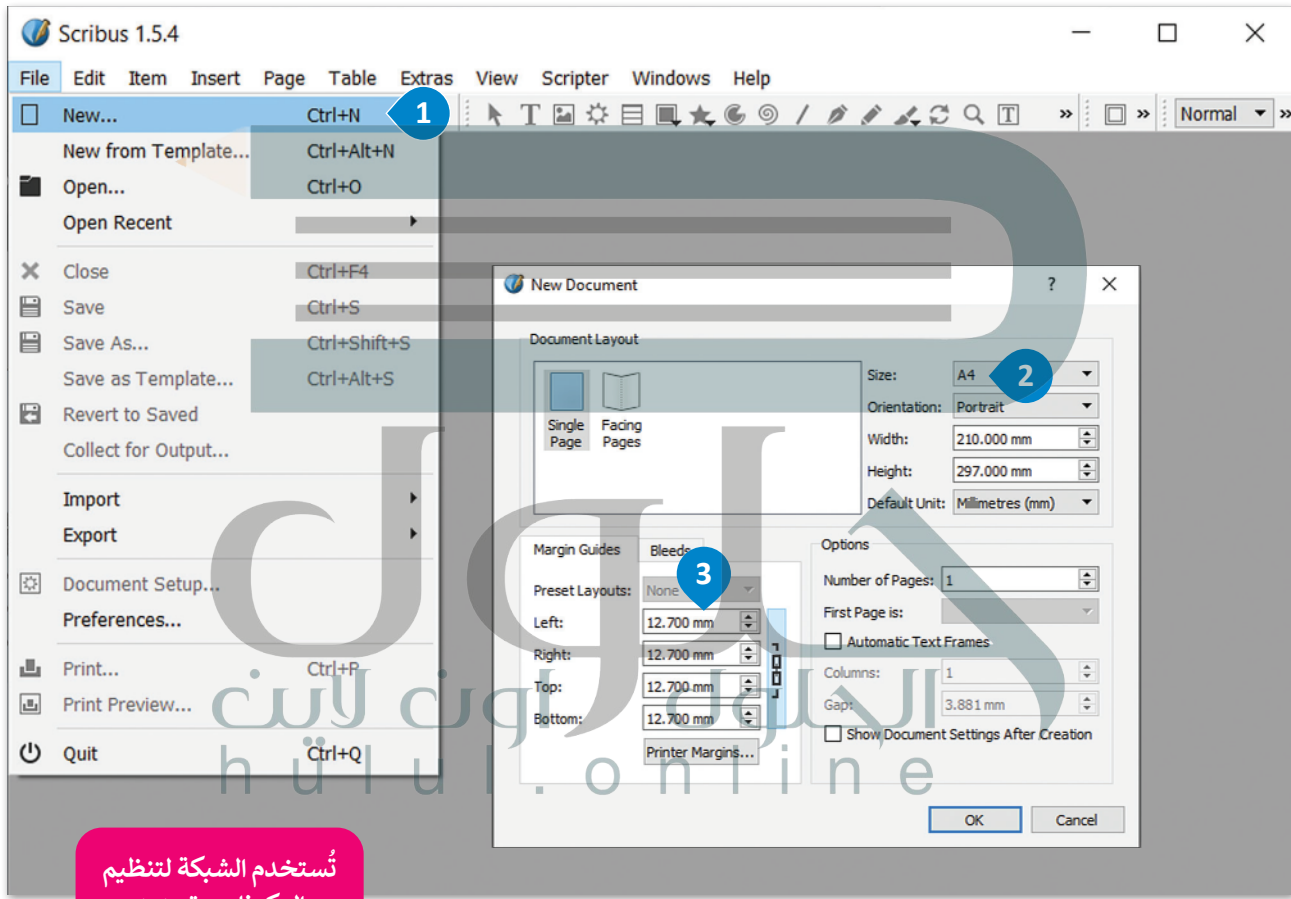 Scribus 1.5.4
File Edit Item Insert Page Table Extras View Scripter Windows Help
New... Ctrl+N 1
Normal
New from Template... Ctrl+Alt+N
Open... Ctrl+O
Open Recent
Close Ctrl+F4
Save Ctrl+S
Save As... Ctrl+Shift+S
Save as Template... Ctrl+Alt+S
Revert to Saved
Collect for Output...
Import
Export
Document Setup...
Preferences...
Print... Ctrl+P
Print Preview...
Quit Ctrl+Q
New Document ?
Document Layout
Single Page
Facing Pages
Size: A4 2
Orientation: Portrait
Width: 210.000 mm
Height: 297.000 mm
Default Unit: Millimetres (mm)
Margin Guides Bleeds
3
Preset Layouts: None
Left: 12.700 mm
Right: 12.700 mm
Top: 12.700 mm
Bottom: 12.700 mm
Printer Margins...
Options
Number of Pages: 1
First Page is:
Automatic Text Frames
Columns: 1
Gap: 3.881 mm
Show Document Settings After Creation
OK Cancel
حلول
الحلول اون لاين
hülul.online
تُستخدم الشبكة لتنظيم